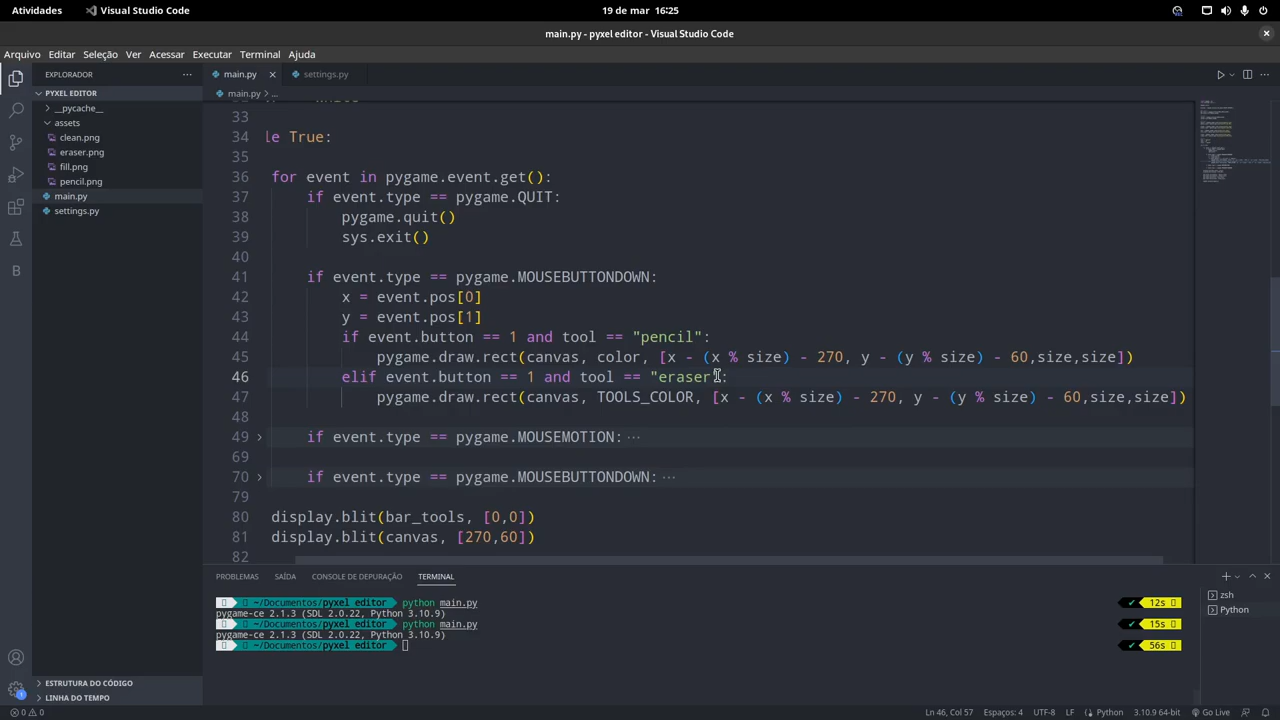 Atividades
Visual Studio Code
19 de mar 16:25
main.py - pyxel editor - Visual Studio Code
Arquivo Editar Seleção Ver Acessar Executar Terminal Ajuda
EXPLORADOR
PYXEL EDITOR
__pycache__
assets
clean.png
eraser.png
fill.png
pencil.png
main.py
settings.py
ESTRUTURA DO CÓDIGO
LINHA DO TEMPO
main.py
settings.py
main.py > ...
33
34 le True:
35
36 for event in pygame.event.get():
37 if event.type == pygame.QUIT:
38 pygame.quit()
39 sys.exit()
40
41 if event.type == pygame.MOUSEBUTTONDOWN:
42 x = event.pos[0]
43 y = event.pos[1]
44 if event.button == 1 and tool == "pencil":
45 pygame.draw.rect(canvas, color, [x - (x % size) - 270, y - (y % size) - 60,size,size])
46 elif event.button == 1 and tool == "eraser":
47 pygame.draw.rect(canvas, TOOLS_COLOR, [x - (x % size) - 270, y - (y % size) - 60,size,size])
48
49 if event.type == pygame.MOUSEMOTION: ···
69
70 if event.type == pygame.MOUSEBUTTONDOWN: ···
79
80 display.blit(bar_tools, [0,0])
81 display.blit(canvas, [270,60])
82
PROBLEMAS SAÍDA CONSOLE DE DEPURAÇÃO TERMINAL
~/Documentos/pyxel editor python main.py ✓ 12s
pygame-ce 2.1.3 (SDL 2.0.22, Python 3.10.9)
~/Documentos/pyxel editor python main.py ✓ 15s
pygame-ce 2.1.3 (SDL 2.0.22, Python 3.10.9)
~/Documentos/pyxel editor ✓ 56s
zsh
Python
0 0
Ln 46, Col 57 Espaços: 4 UTF-8 LF Python 3.10.9 64-bit Go Live